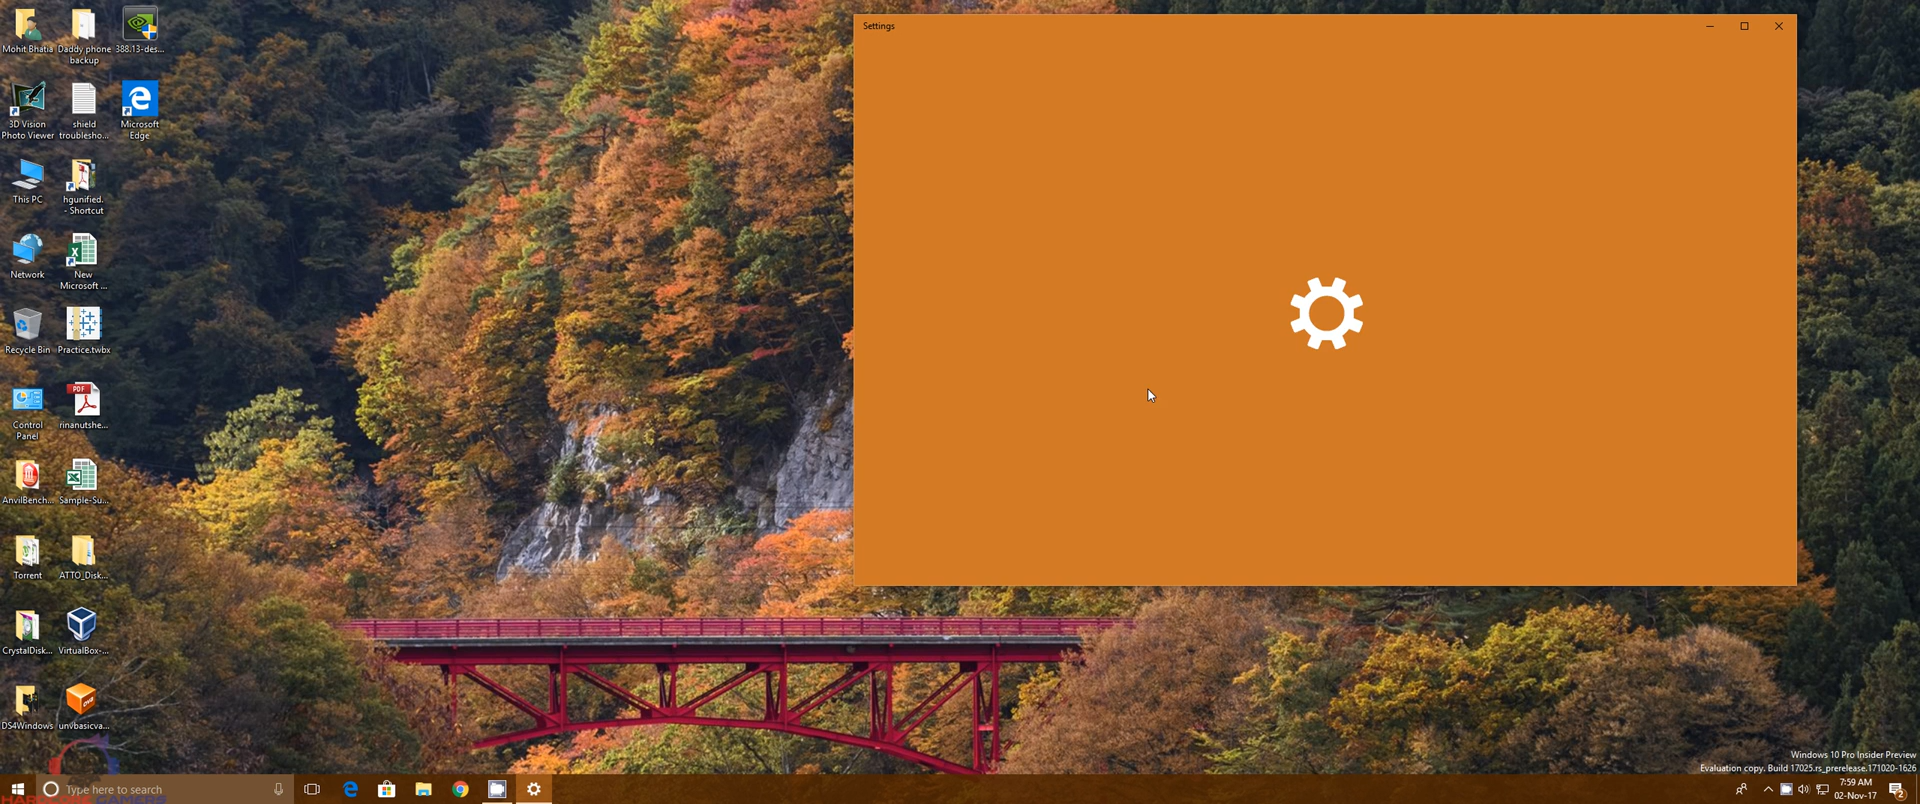 Mohit Bhatia
Daddy phone
backup
388.13-des...
3D Vision
Photo Viewer
shield
troublesho...
Microsoft
Edge
This PC
hgunified.
- Shortcut
Network
New
Microsoft ...
Recycle Bin
Practice.twbx
Control
Panel
PDF
rinanutshe...
AnvilBench...
Sample-Su...
Torrent
ATTO_Disk...
CrystalDisk...
VirtualBox-...
DS4Windows
unvbasicva...
Settings
Windows 10 Pro Insider Preview
Evaluation copy. Build 17025.rs_prerelease.171020-1626
Type here to search
7:59 AM
02-Nov-17
2